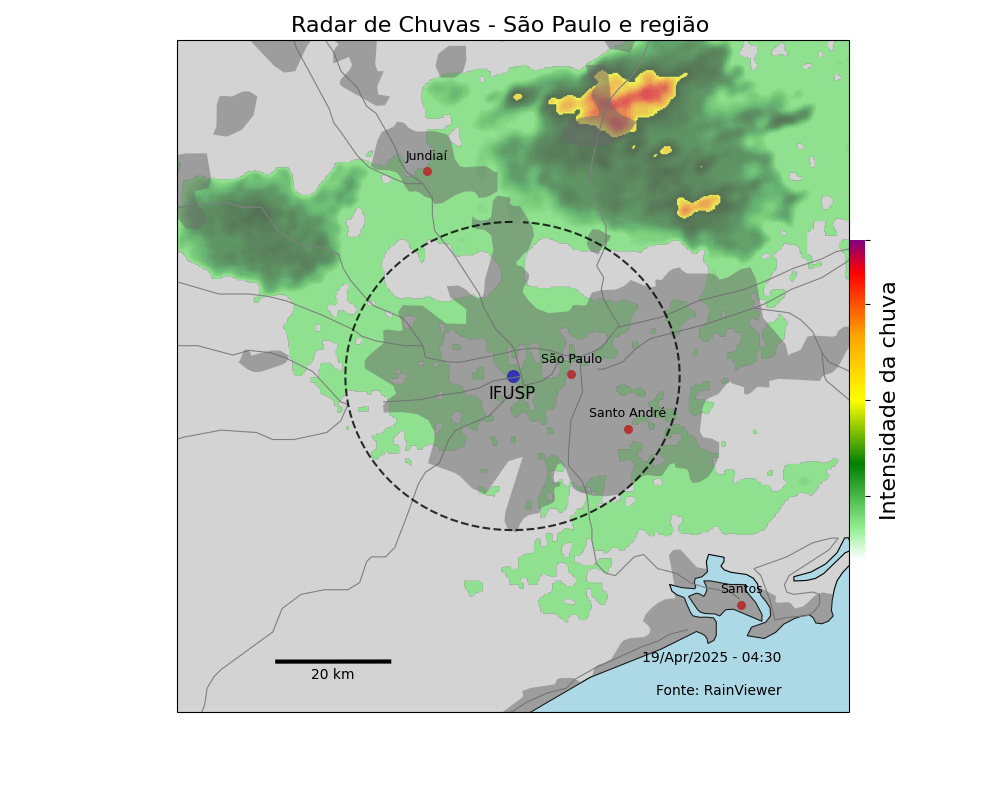 Radar de Chuvas - São Paulo e região
Jundiaí
São Paulo
IFUSP
Santo André
Intensidade da chuva
Santos
19/Apr/2025 - 04:30
20 km
Fonte: RainViewer